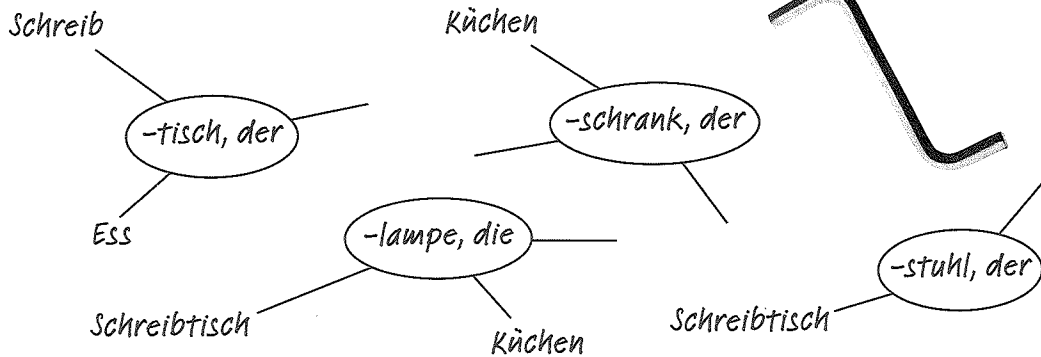 Schreib
-tisch, der
Ess
Küchen
-schrank, der
-lampe, die
Schreibtisch
Küchen
-stuhl, der
Schreibtisch